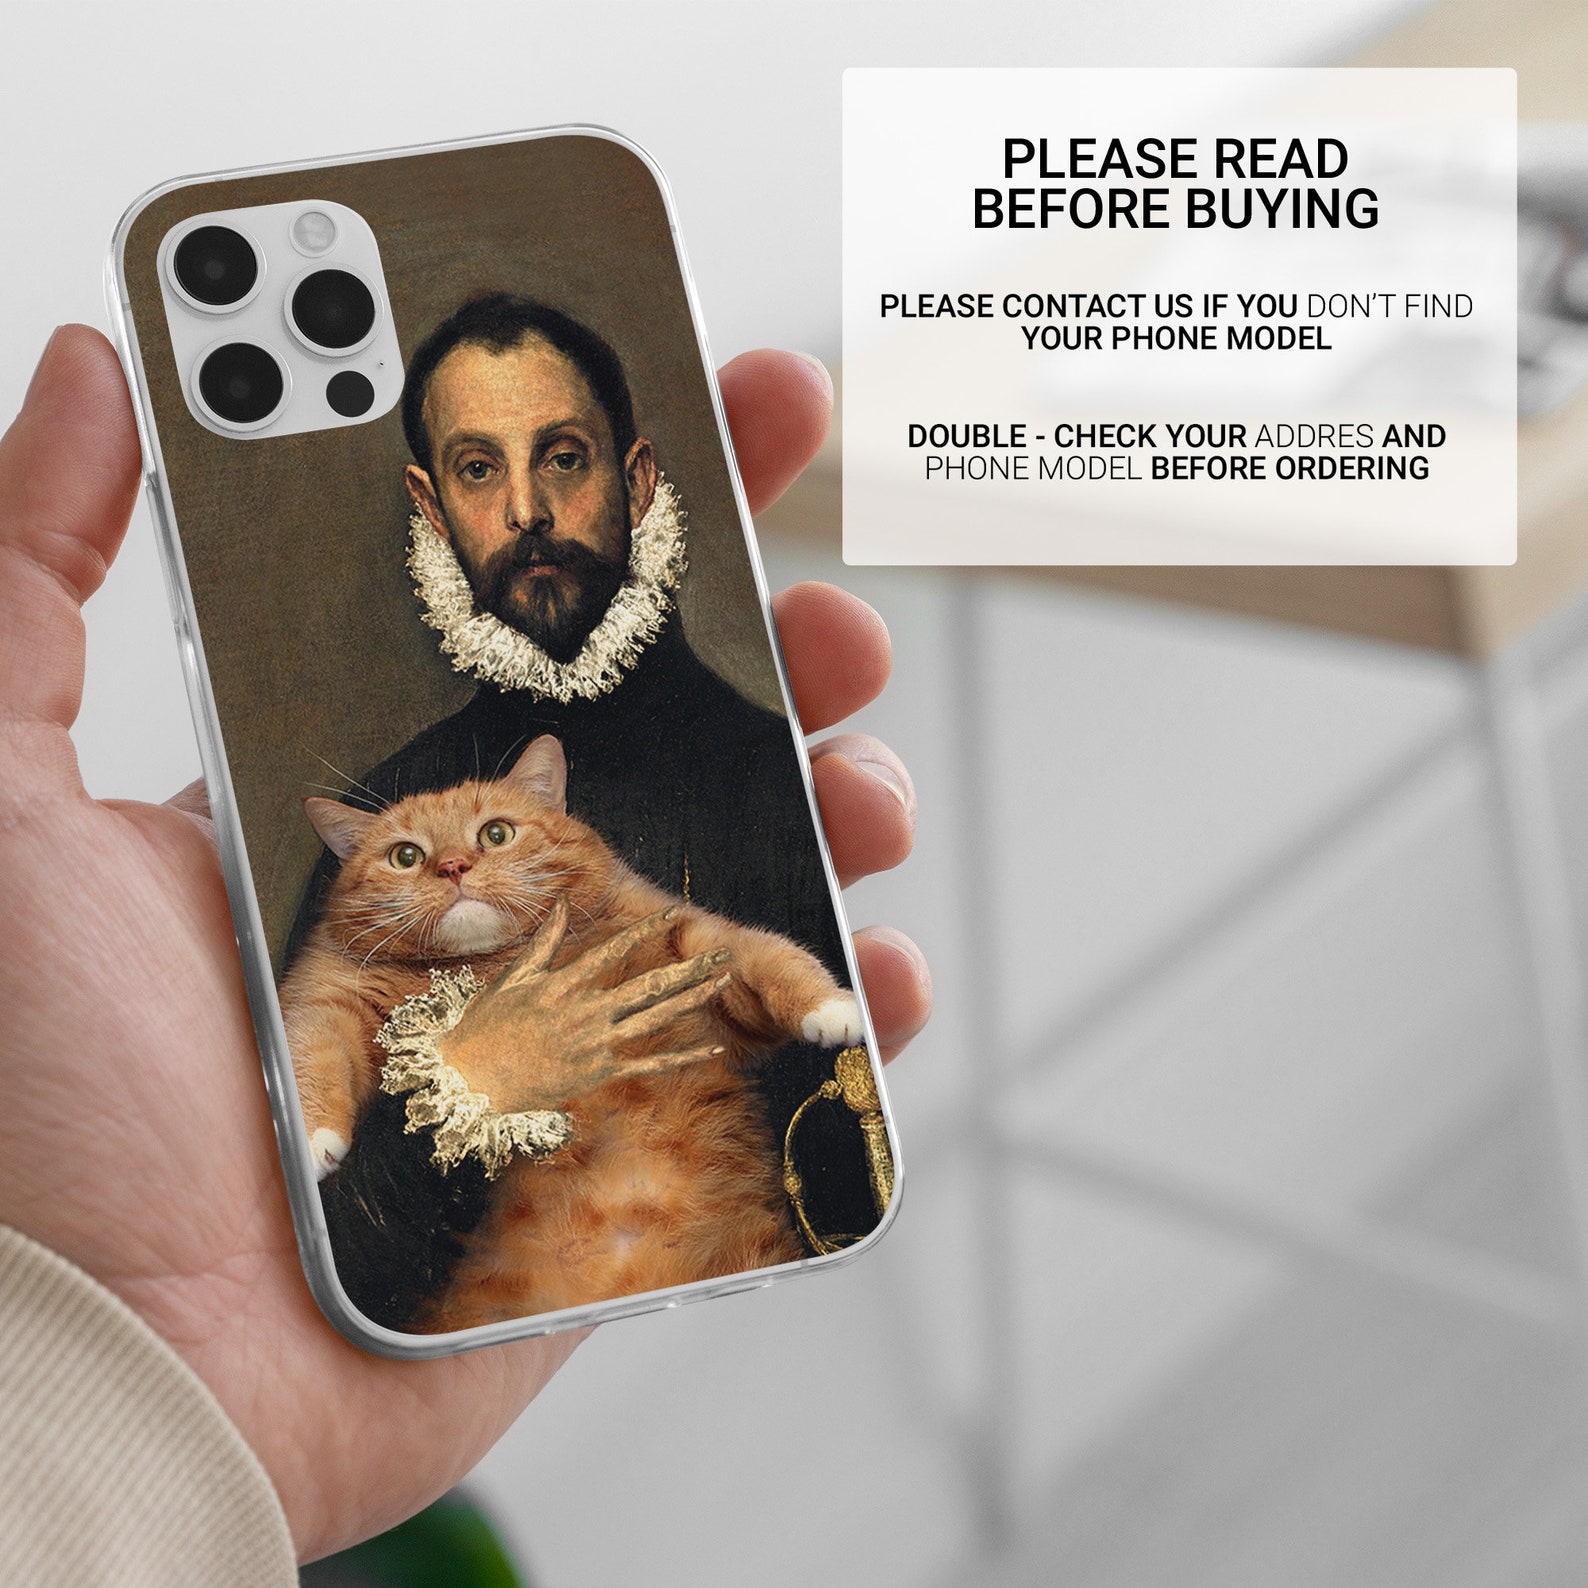 PLEASE READ
BEFORE BUYING
PLEASE CONTACT US IF YOU DON'T FIND
YOUR PHONE MODEL
DOUBLE - CHECK YOUR ADDRES AND
PHONE MODEL BEFORE ORDERING